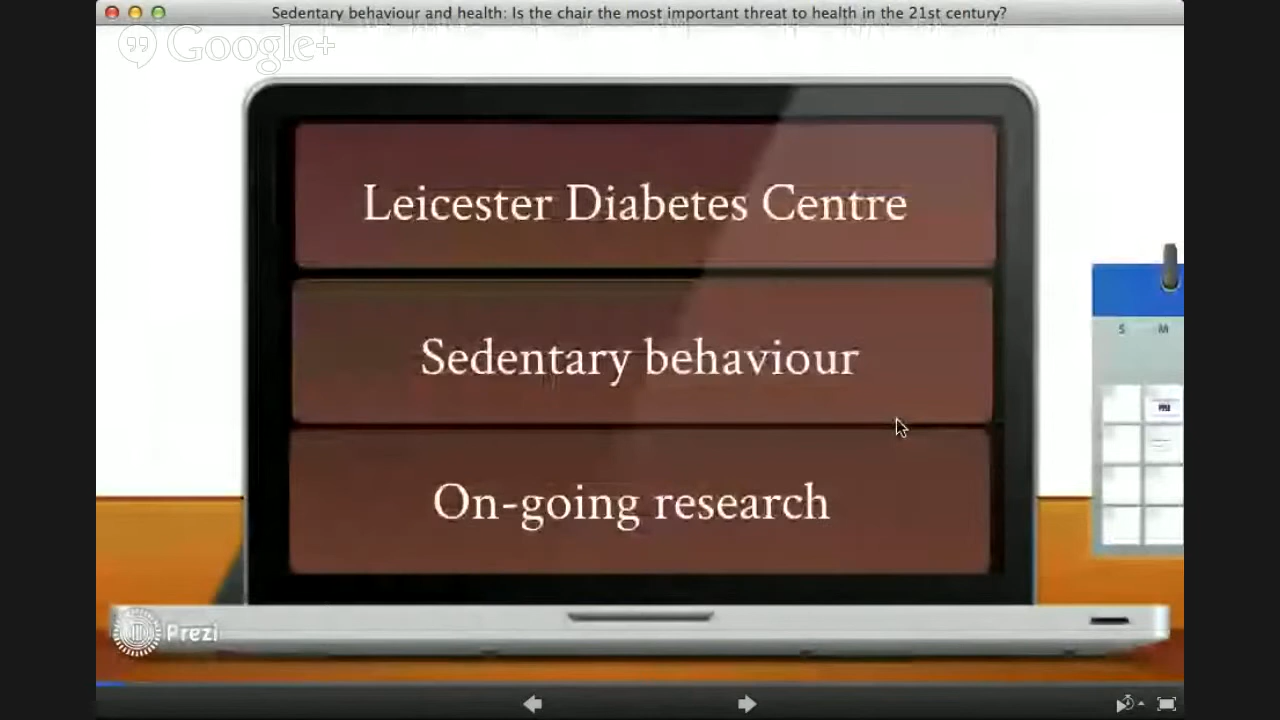 Sedentary behaviour and health: Is the chair the most important threat to health in the 21st century?
Google+
Leicester Diabetes Centre
Sedentary behaviour
On-going research
S M
Prezi